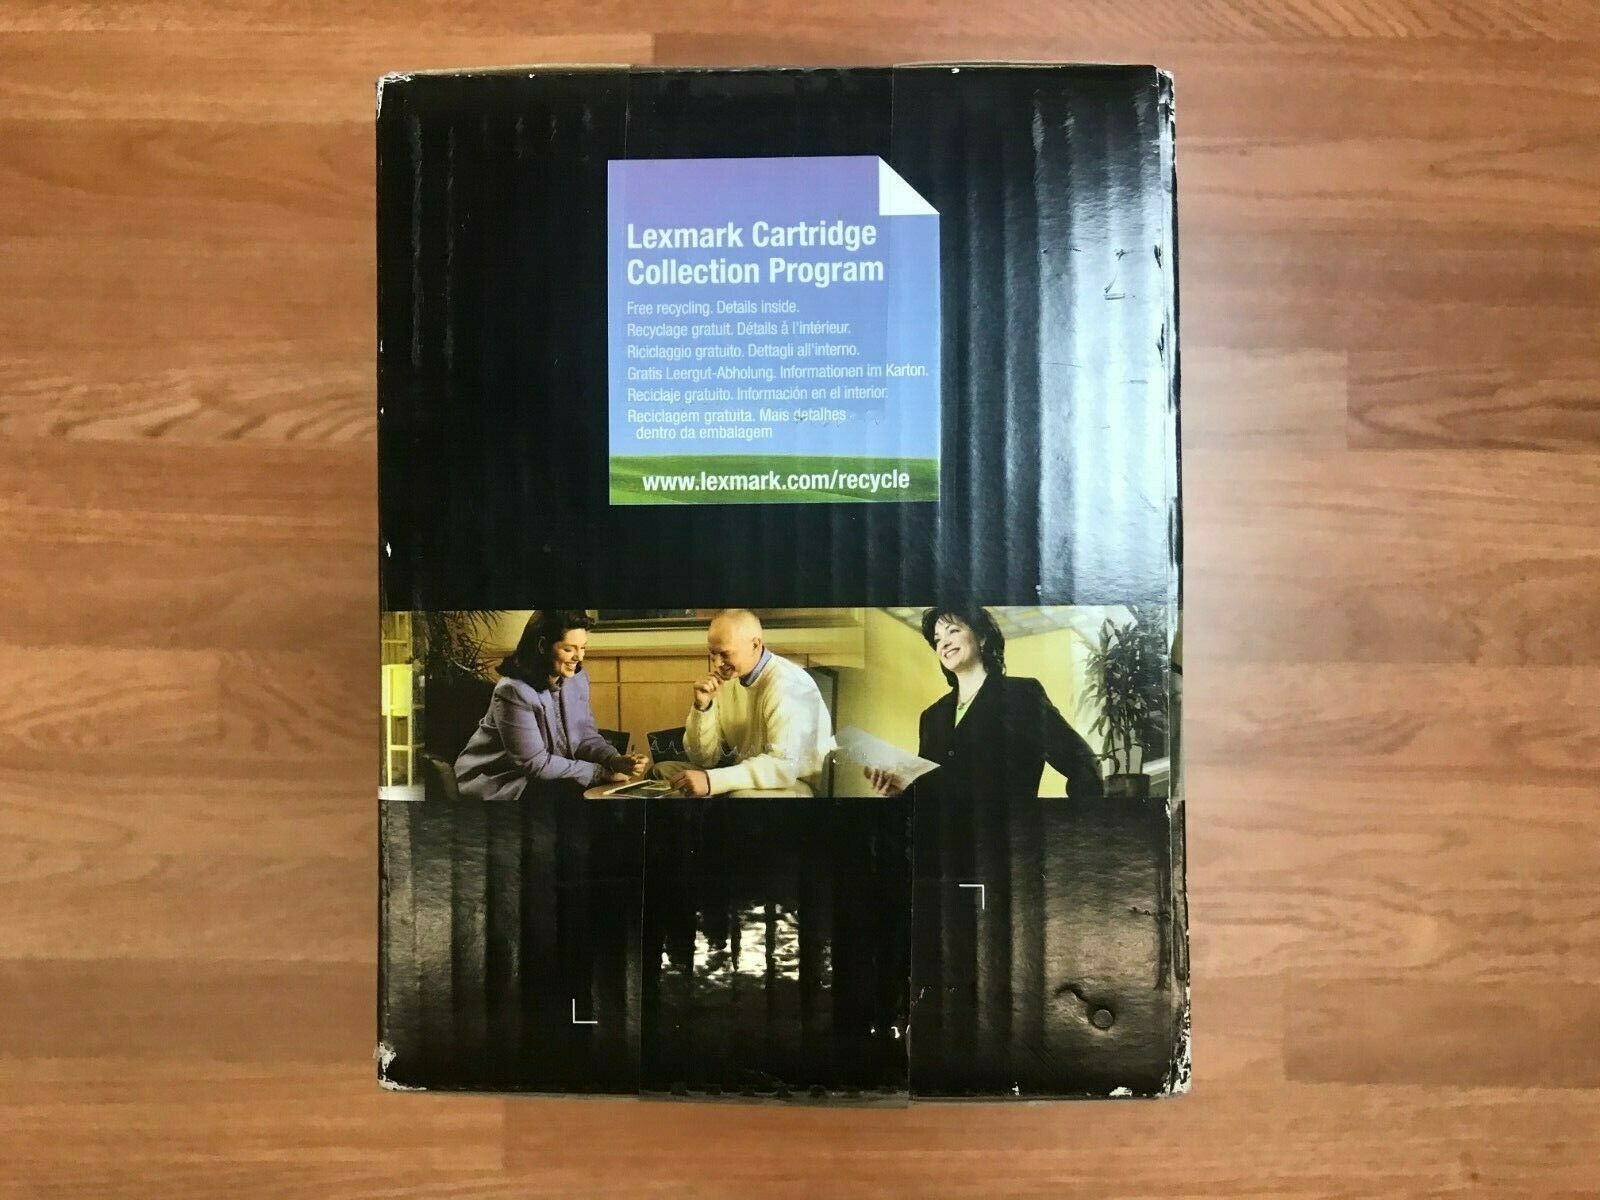 Lexmark Cartridge
Collection Program
Free recycling. Details inside.
Recyclage gratuit. Détails à l'intérieur.
Riciclaggio gratuito. Dettagli all'interno.
Gratis Leergut-Abholung. Informationen im Karton.
Reciclaje gratuito. Información en el interior.
Reciclagem gratuita. Mais detalhes
dentro da embalagem
www.lexmark.com/recycle